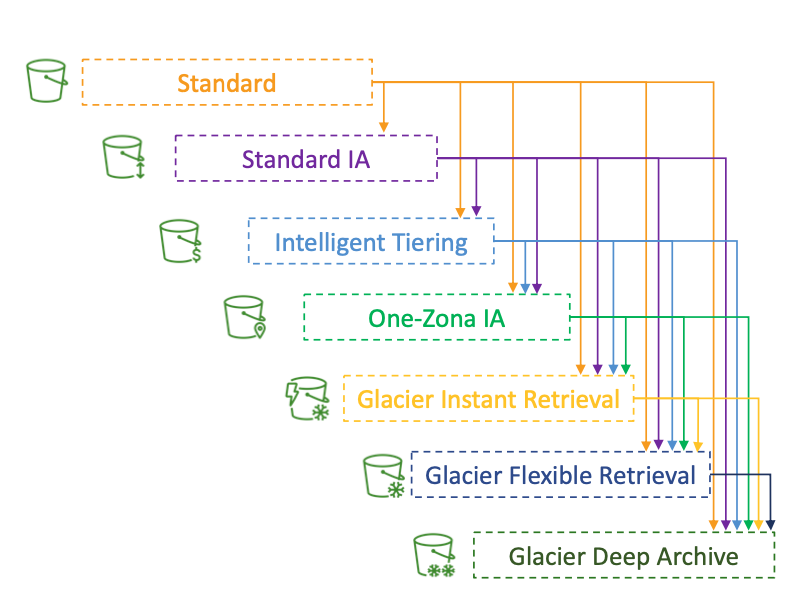 Standard
Standard IA
Intelligent Tiering
One-Zona IA
Glacier Instant Retrieval
Glacier Flexible Retrieval
Glacier Deep Archive